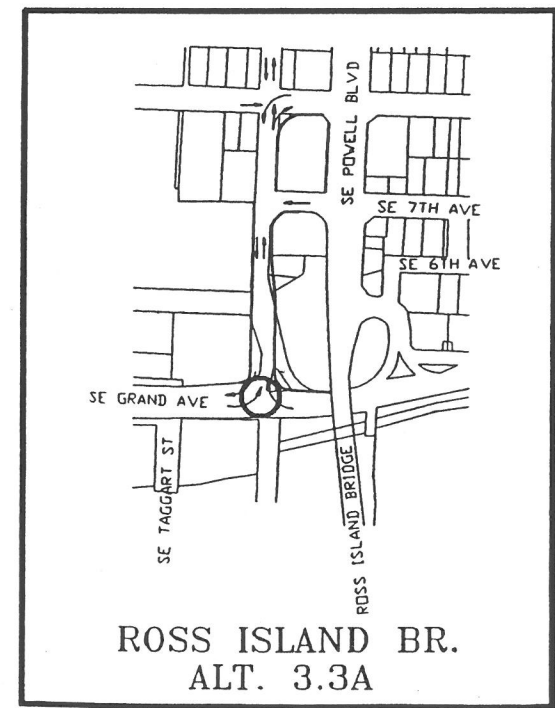 SE POWELL BLVD
SE 7TH AVE
SE 6TH AVE
SE GRAND AVE
SE TAGGART ST
ROSS ISLAND BRIDGE
ROSS ISLAND BR.
ALT. 3.3A